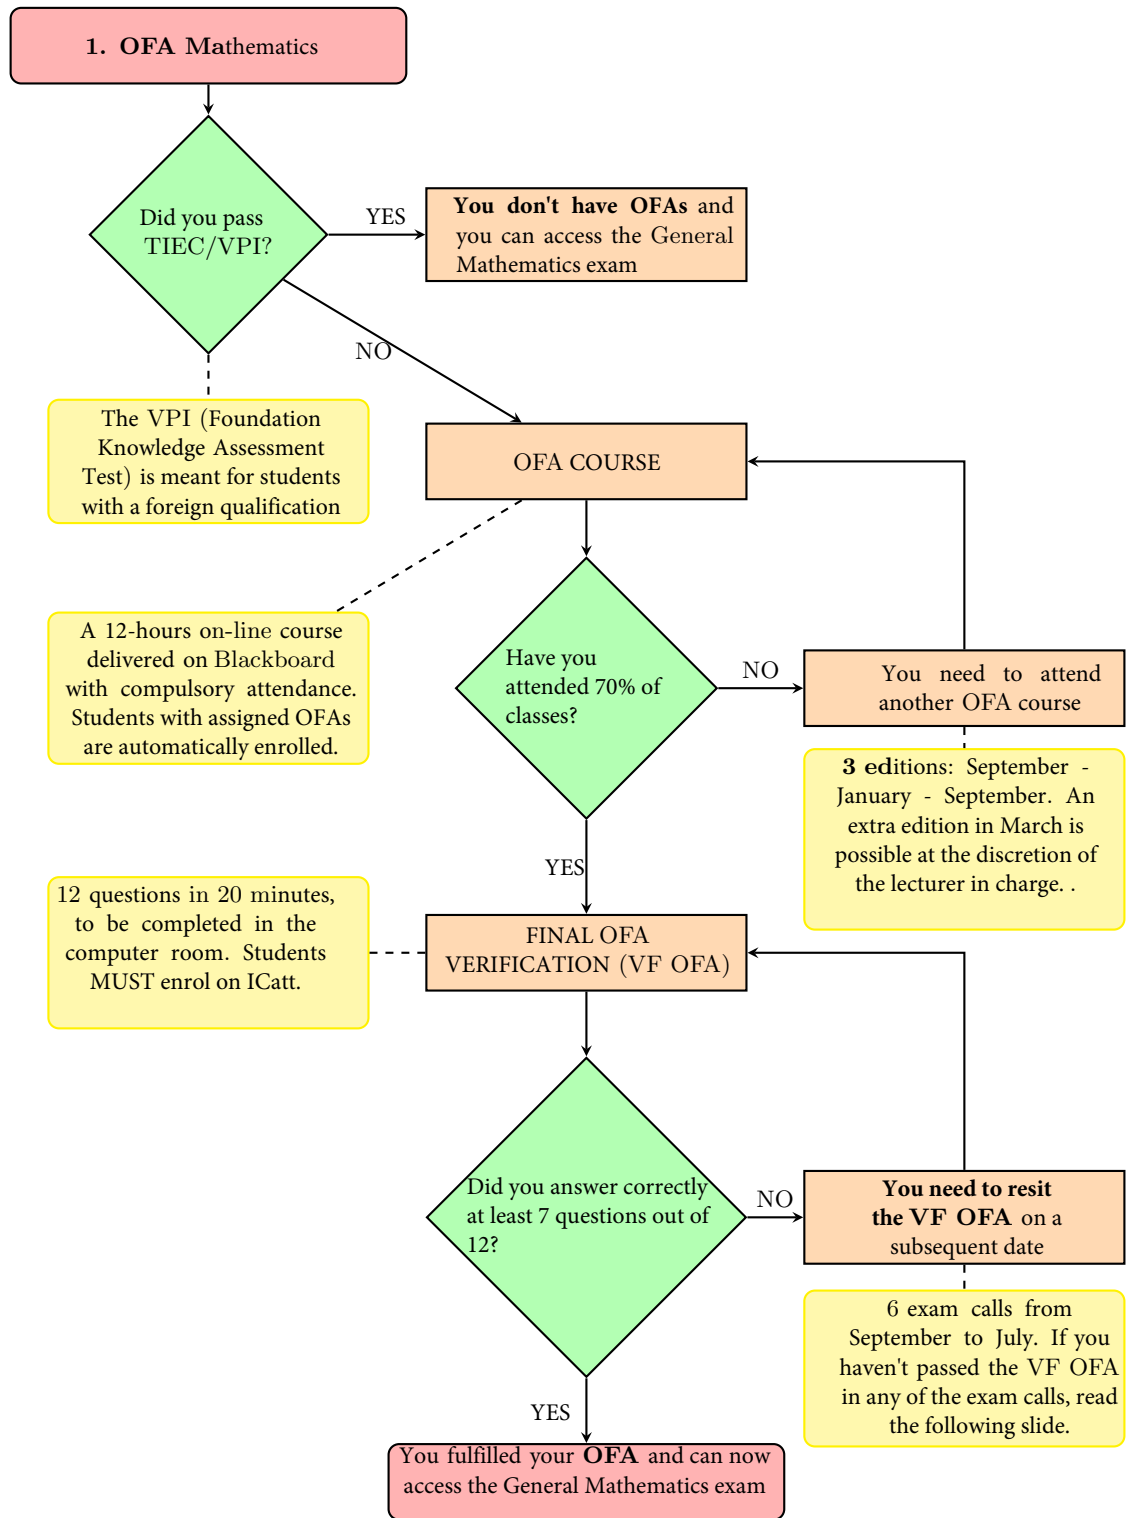 1. OFA Mathematics
Did you pass
TIEC/VPI?
YES
You don't have OFAs and
you can access the General
Mathematics exam
NO
The VPI (Foundation
Knowledge Assessment
Test) is meant for students
with a foreign qualification
OFA COURSE
A 12-hours on-line course
delivered on Blackboard
with compulsory attendance.
Students with assigned OFAs
are automatically enrolled.
Have you
attended 70% of
classes?
NO
You need to attend
another OFA course
3 editions: September -
January - September. An
extra edition in March is
possible at the discretion of
the lecturer in charge. .
YES
12 questions in 20 minutes,
to be completed in the
computer room. Students
MUST enrol on ICatt.
FINAL OFA
VERIFICATION (VF OFA)
Did you answer correctly
at least 7 questions out of
12?
NO
You need to resit
the VF OFA on a
subsequent date
6 exam calls from
September to July. If you
haven't passed the VF OFA
in any of the exam calls, read
the following slide.
YES
You fulfilled your OFA and can now
access the General Mathematics exam